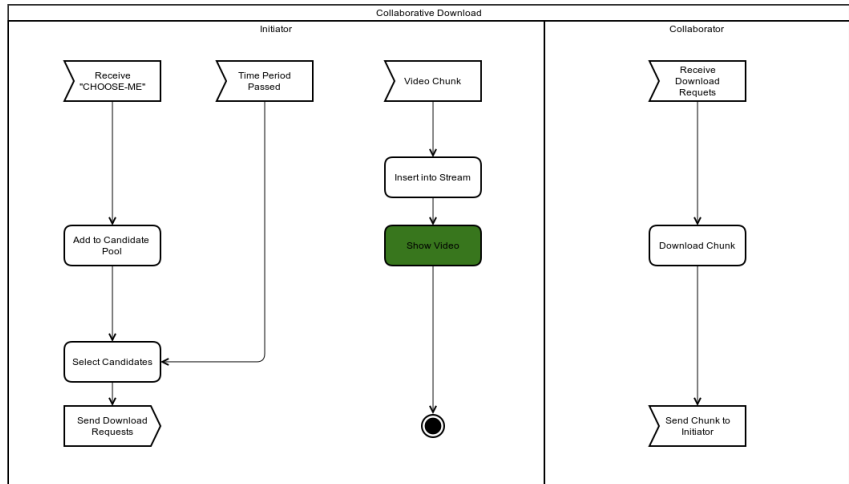 Collaborative Download
Initiator
Collaborator
Receive
"CHOOSE-ME"
Time Period
Passed
Video Chunk
Receive
Download
Requets
Insert into Stream
Add to Candidate
Pool
Show Video
Download Chunk
Select Candidates
Send Download
Requests
Send Chunk to
Initiator